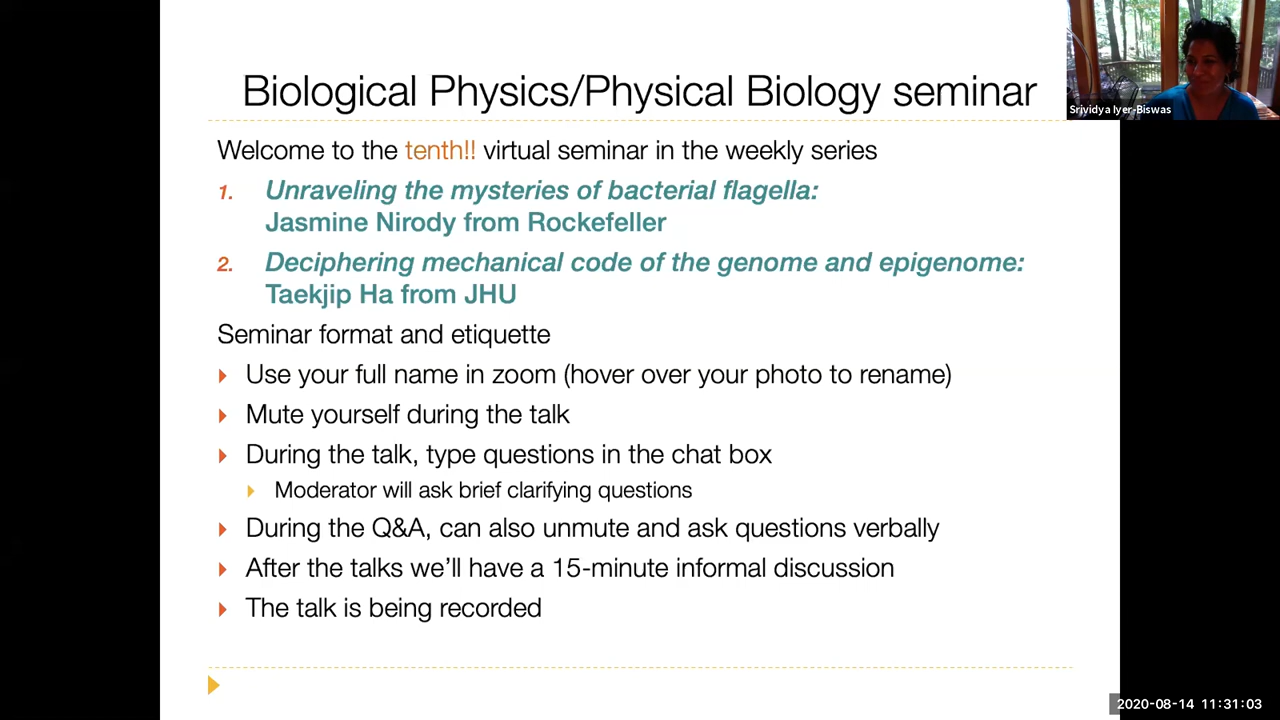 Biological Physics/Physical Biology seminar
Srividya Iyer-Biswas
Welcome to the tenth!! virtual seminar in the weekly series
1. Unraveling the mysteries of bacterial flagella:
Jasmine Nirody from Rockefeller
2. Deciphering mechanical code of the genome and epigenome:
Taekjip Ha from JHU
Seminar format and etiquette
Use your full name in zoom (hover over your photo to rename)
Mute yourself during the talk
During the talk, type questions in the chat box
Moderator will ask brief clarifying questions
During the Q&A, can also unmute and ask questions verbally
After the talks we'll have a 15-minute informal discussion
The talk is being recorded
2020-08-14 11:31:03